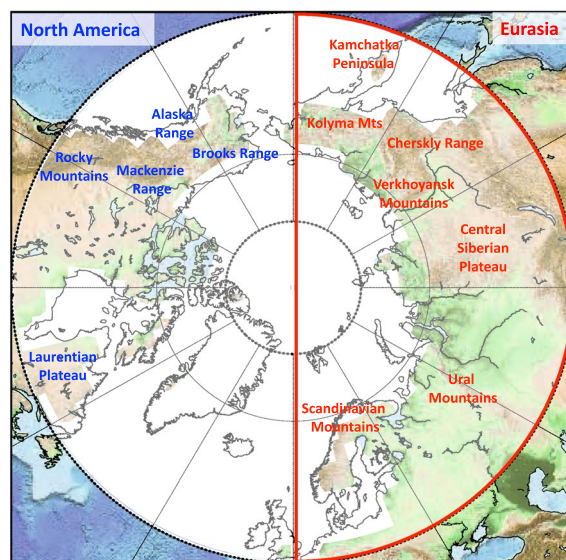 North America
Eurasia
Kamchatka
Peninsula
Alaska
Range
Kolyma Mts
Cherskly Range
Brooks Range
Rocky
Mountains
Mackenzie
Range
Verkhoyansk
Mountains
Central
Siberian
Plateau
Laurentian
Plateau
Ural
Mountains
Scandinavian
Mountains